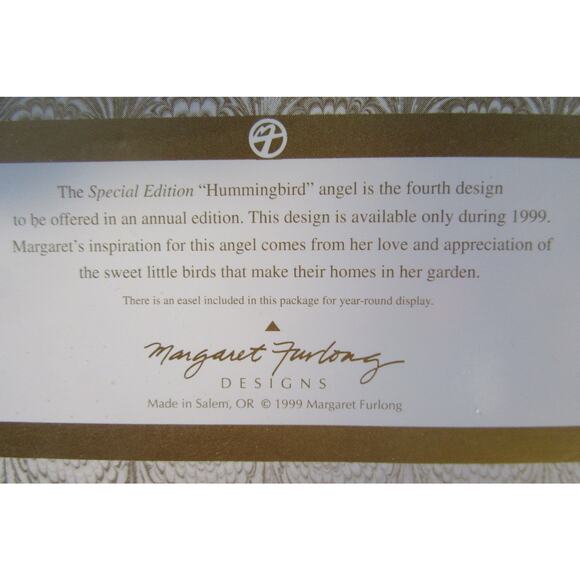 The Special Edition “Hummingbird” angel is the fourth design
to be offered in an annual edition. This design is available only during 1999.
Margaret’s inspiration for this angel comes from her love and appreciation of
the sweet little birds that make their homes in her garden.
There is an easel included in this package for year-round display.
Margaret Furlong
DESIGNS
Made in Salem, OR © 1999 Margaret Furlong